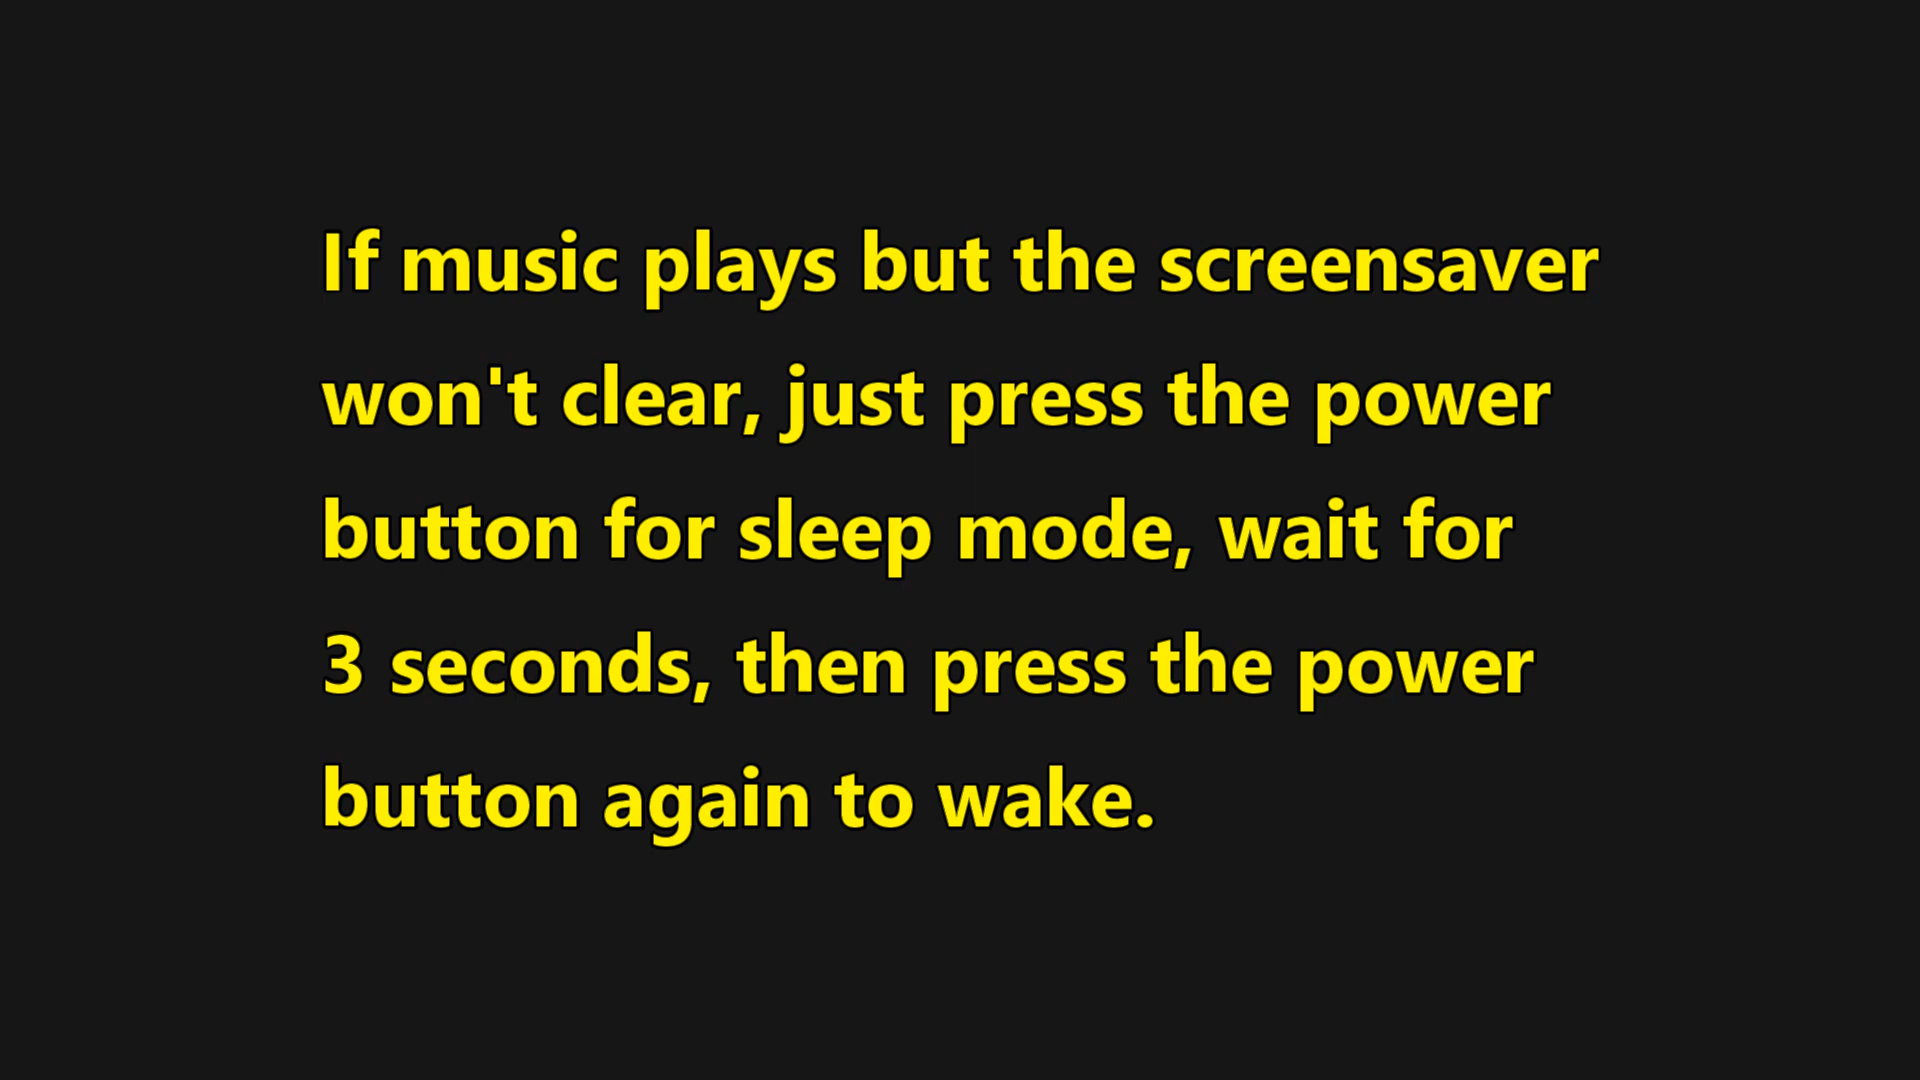 If music plays but the screensaver
won't clear, just press the power
button for sleep mode, wait for
3 seconds, then press the power
button again to wake.